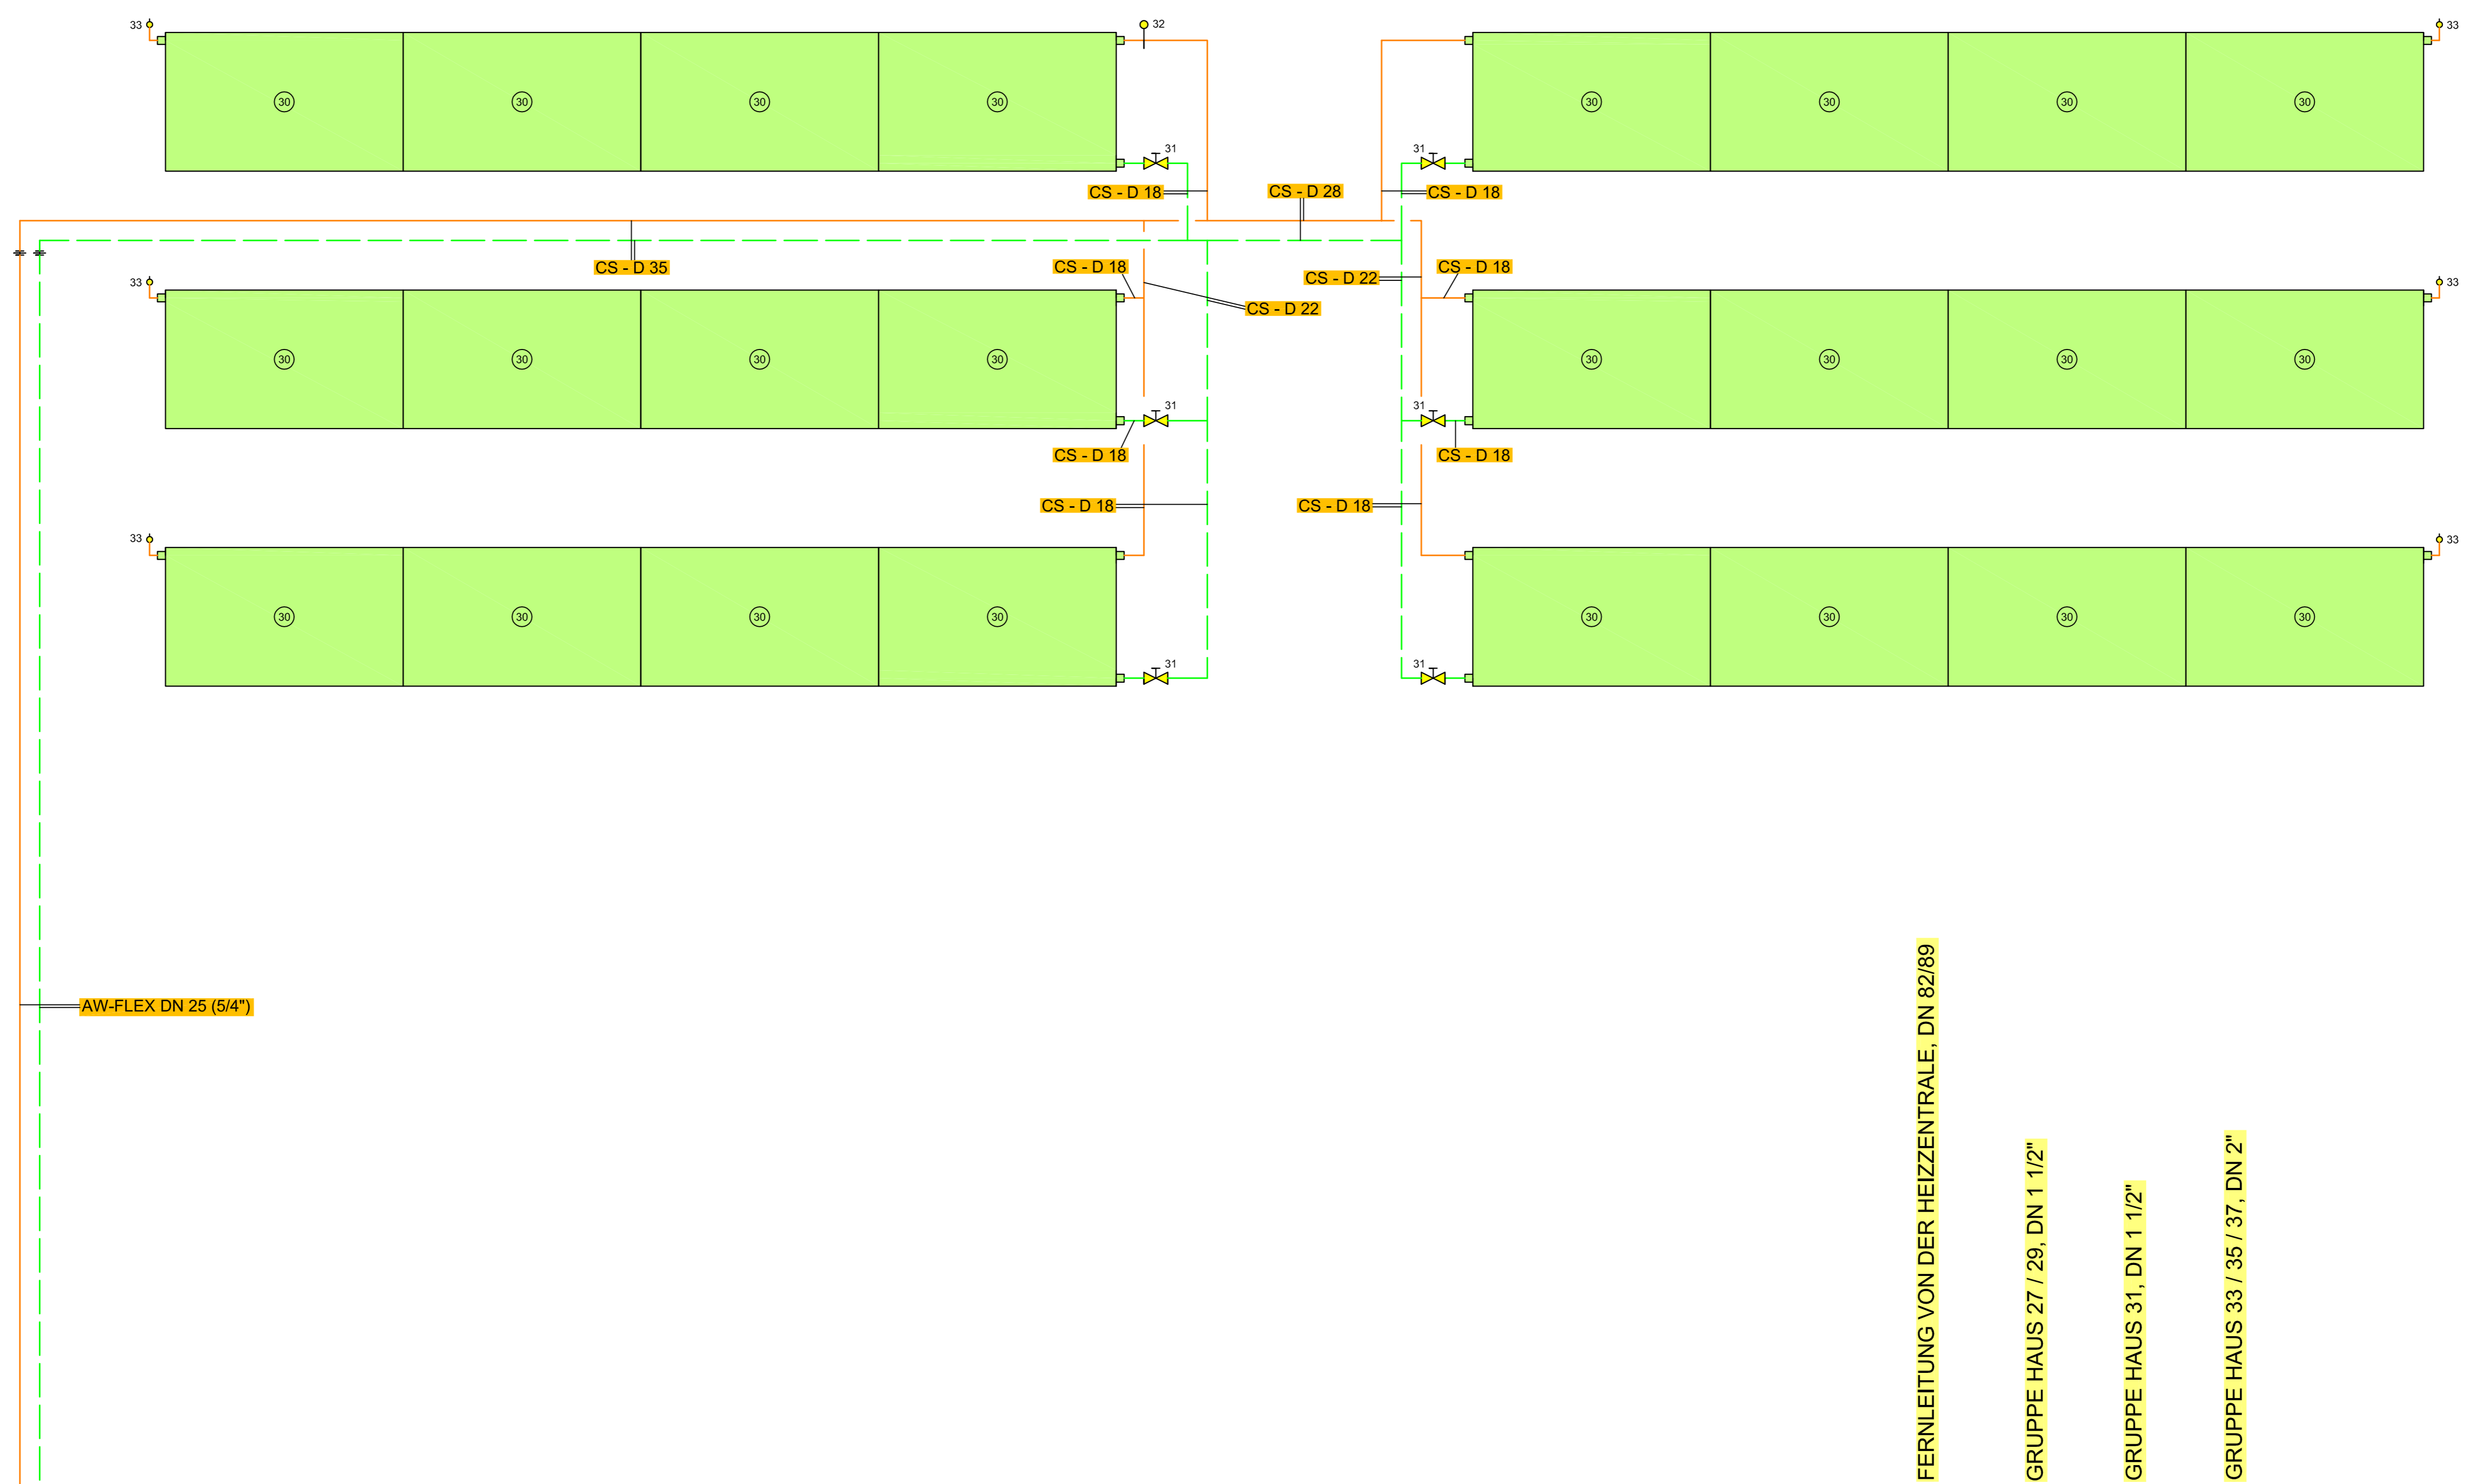 33
32
33
30
30
30
30
30
30
30
30
31
31
CS - D 18
CS - D 28
CS - D 18
CS - D 35
CS - D 18
CS - D 22
CS - D 18
33
33
CS - D 22
30
30
30
30
30
30
30
30
31
31
CS - D 18
CS - D 18
CS - D 18
CS - D 18
33
33
30
30
30
30
30
30
30
30
31
31
AW-FLEX DN 25 (5/4")
FERNLEITUNG VON DER HEIZZENTRALE, DN 82/89
GRUPPE HAUS 27 / 29, DN 1 1/2"
GRUPPE HAUS 31, DN 1 1/2"
GRUPPE HAUS 33 / 35 / 37, DN 2"